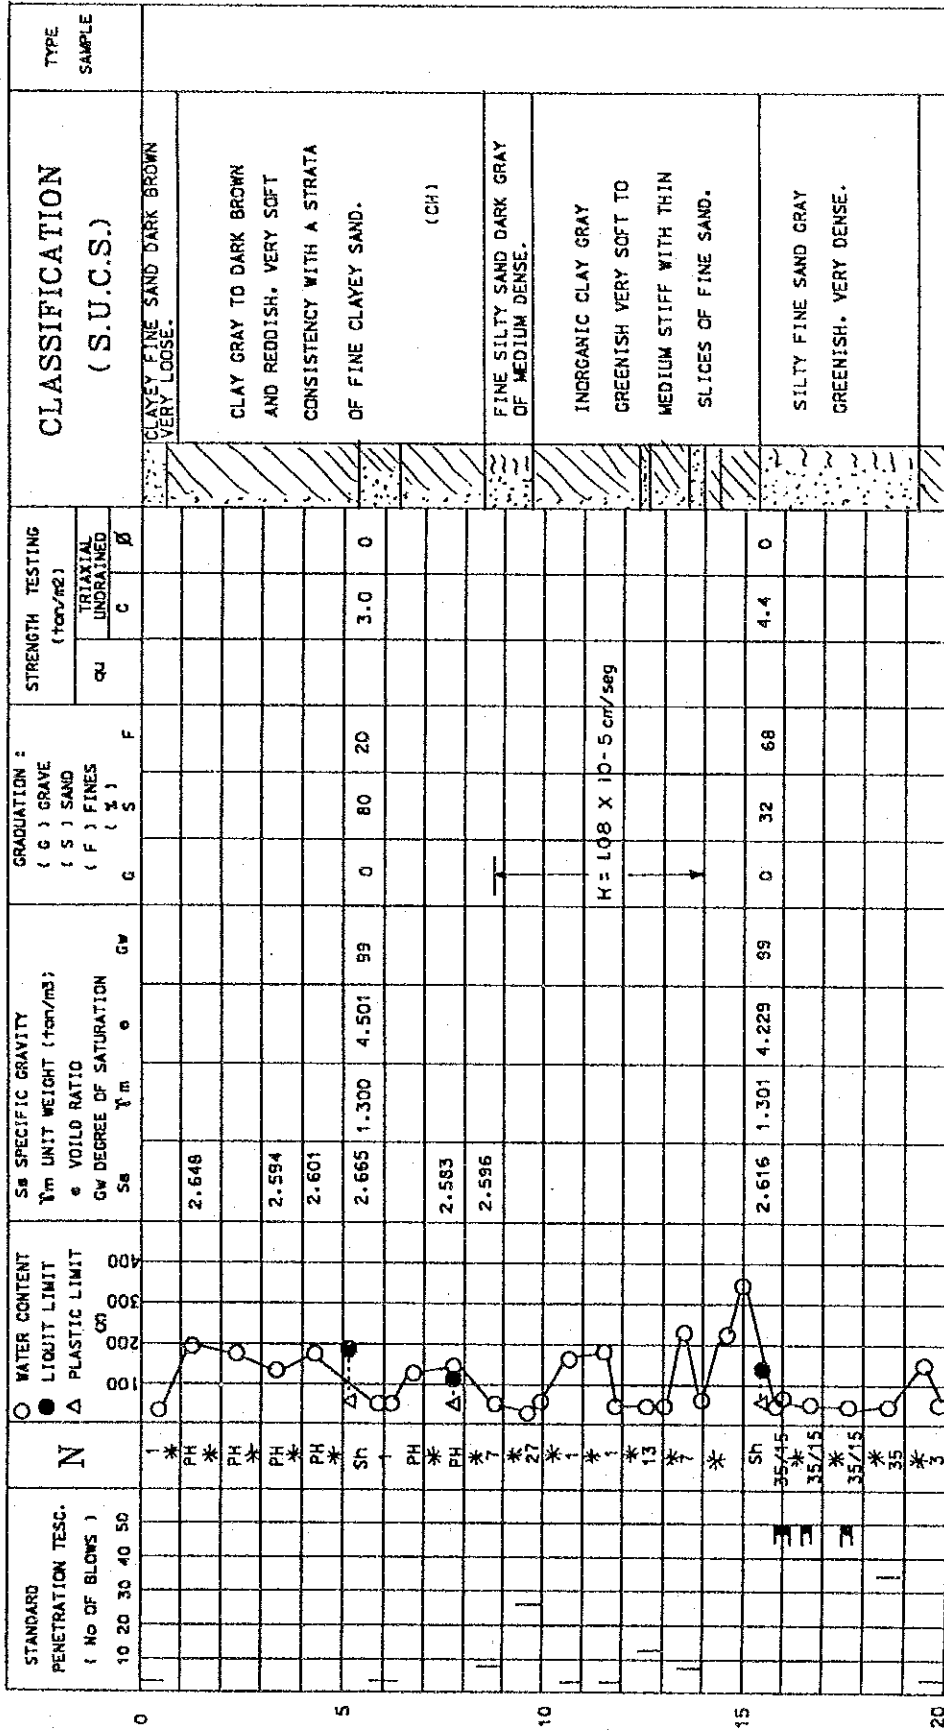 STANDARD
PENETRATION TESC.
( No OF BLOWS )
10 20 30 40 50
N
WATER CONTENT
LIQUIT LIMIT
PLASTIC LIMIT
100 200 300 400
Ss SPECIFIC GRAVITY
γm UNIT WEIGHT (ton/m3;
e VOILD RATIO
Gw DEGREE OF SATURATION
Ss γm e Gw
GRADUATION :
( G ) GRAVE
( S ) SAND
( F ) FINES
( % )
G S F
STRENGTH TESTING
(ton/m2)
TRIAXIAL
UNDRAINED
qu C Ø
CLASSIFICATION
( S.U.C.S.)
TYPE
SAMPLE
0
1
*
CLAYEY FINE SAND DARK BROWN
VERY LOOSE.
PH 2.648
*
PH
*
PH 2.594
*
PH 2.601
*
CLAY GRAY TO DARK BROWN
AND REDDISH. VERY SOFT
CONSISTENCY WITH A STRATA
OF FINE CLAYEY SAND.
(CH)
5
Sh 2.665 1.300 4.501 99 0 80 20 3.0 0
1
PH
*
PH 2.583
*
7 2.596
*
27
*
FINE SILTY SAND DARK GRAY
OF MEDIUM DENSE.
10
1
*
1
*
13
*
7
*
K = 1.08 X 10-5 cm/seg
INORGANIC CLAY GRAY
GREENISH VERY SOFT TO
MEDIUM STIFF WITH THIN
SLICES OF FINE SAND.
15
Sh 2.616 1.301 4.229 99 0 32 68 4.4 0
35/15
*
35/15
*
35/15
*
35
*
3
SILTY FINE SAND GRAY
GREENISH. VERY DENSE.
20